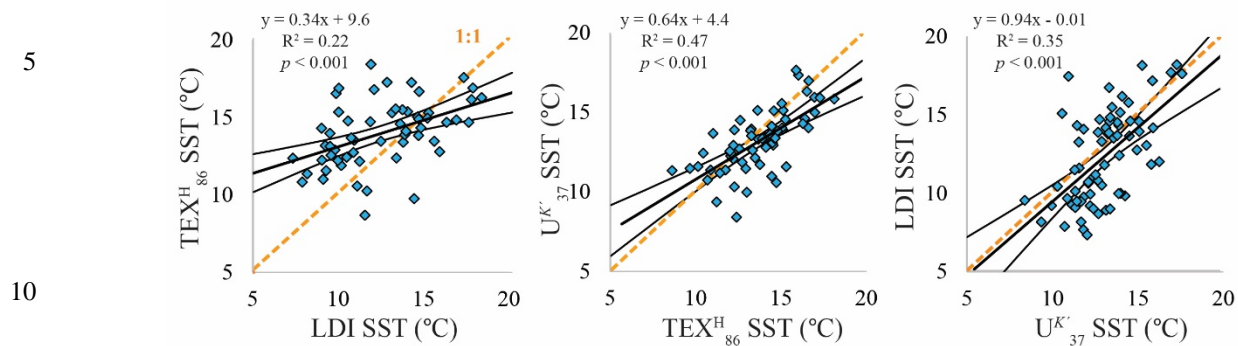 5
10
y = 0.34x + 9.6
R² = 0.22
p < 0.001
1:1
20
15
10
5
TEXᴴ₈₆ SST (°C)
5 10 15 20
LDI SST (°C)
y = 0.64x + 4.4
R² = 0.47
p < 0.001
20
15
10
5
Uᴷ´₃₇ SST (°C)
5 10 15 20
TEXᴴ₈₆ SST (°C)
y = 0.94x - 0.01
R² = 0.35
p < 0.001
20
15
10
5
LDI SST (°C)
5 10 15 20
Uᴷ´₃₇ SST (°C)